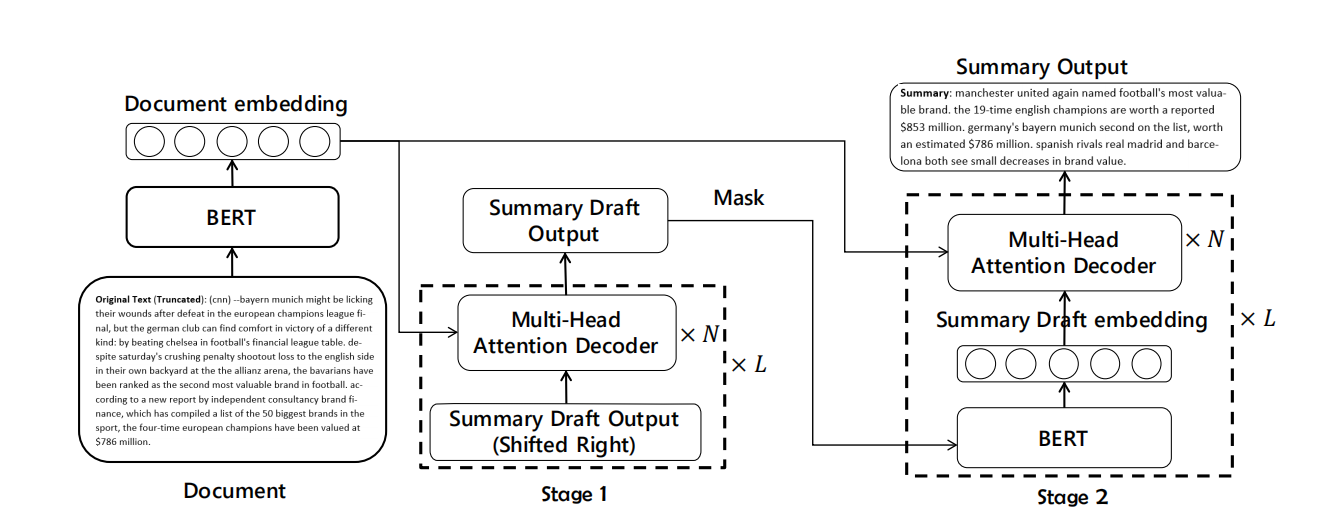 Document embedding
BERT
Original Text (Truncated): (cnn) --bayern munich might be licking
their wounds after defeat in the european champions league fi-
nal, but the german club can find comfort in victory of a different
kind: by beating chelsea in football's financial league table. de-
spite saturday's crushing penalty shootout loss to the english side
in their own backyard at the the allianz arena, the bavarians have
been ranked as the second most valuable brand in football. ac-
cording to a new report by independent consultancy brand fi-
nance, which has compiled a list of the 50 biggest brands in the
sport, the four-time european champions have been valued at
$786 million.
Document
Summary Draft
Output
Mask
Multi-Head
Attention Decoder
× N
× L
Summary Draft Output
(Shifted Right)
Stage 1
Summary Output
Summary: manchester united again named football's most valua-
ble brand. the 19-time english champions are worth a reported
$853 million. germany's bayern munich second on the list, worth
an estimated $786 million. spanish rivals real madrid and barce-
lona both see small decreases in brand value.
Multi-Head
Attention Decoder
× N
Summary Draft embedding
× L
BERT
Stage 2